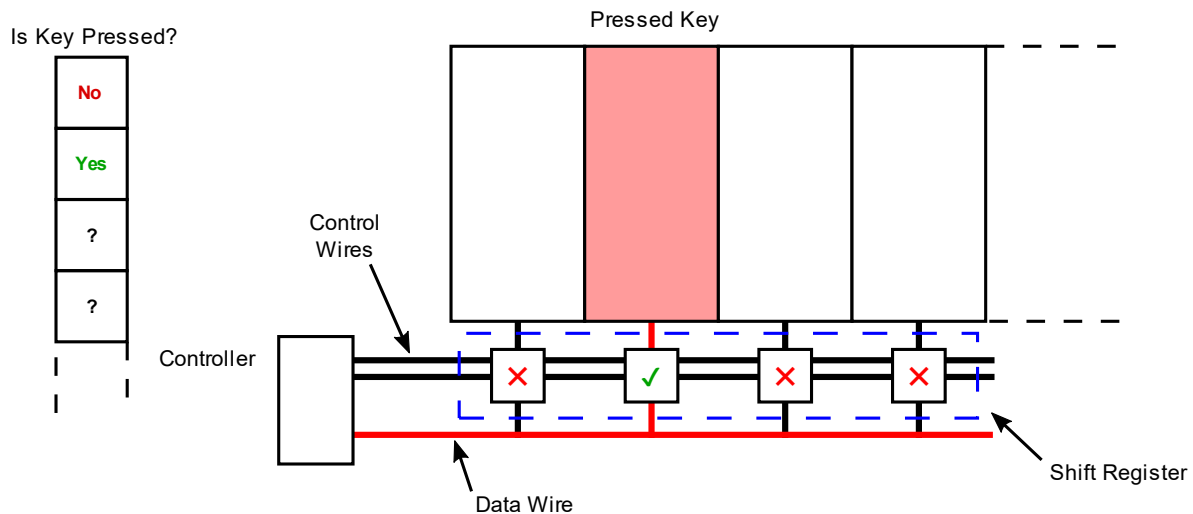 Pressed Key
Is Key Pressed?
No
Yes
?
?
Control
Wires
Controller
Shift Register
Data Wire